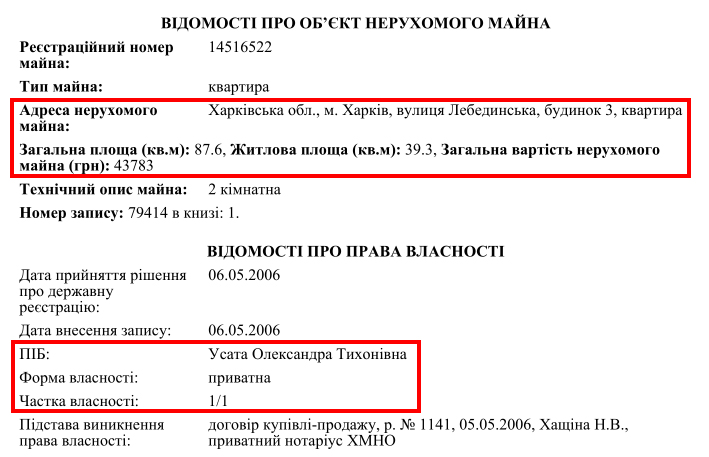 ВІДОМОСТІ ПРО ОБ’ЄКТ НЕРУХОМОГО МАЙНА
Реєстраційний номер майна: 14516522
Тип майна: квартира
Адреса нерухомого майна: Харківська обл., м. Харків, вулиця Лебединська, будинок 3, квартира
Загальна площа (кв.м): 87.6, Житлова площа (кв.м): 39.3, Загальна вартість нерухомого
майна (грн): 43783
Технічний опис майна: 2 кімнатна
Номер запису: 79414 в книзі: 1.
ВІДОМОСТІ ПРО ПРАВА ВЛАСНОСТІ
Дата прийняття рішення про державну реєстрацію: 06.05.2006
Дата внесення запису: 06.05.2006
ПІБ: Усата Олександра Тихонівна
Форма власності: приватна
Частка власності: 1/1
Підстава виникнення права власності: договір купівлі-продажу, р. № 1141, 05.05.2006, Хащіна Н.В.,
приватний нотаріус ХМНО